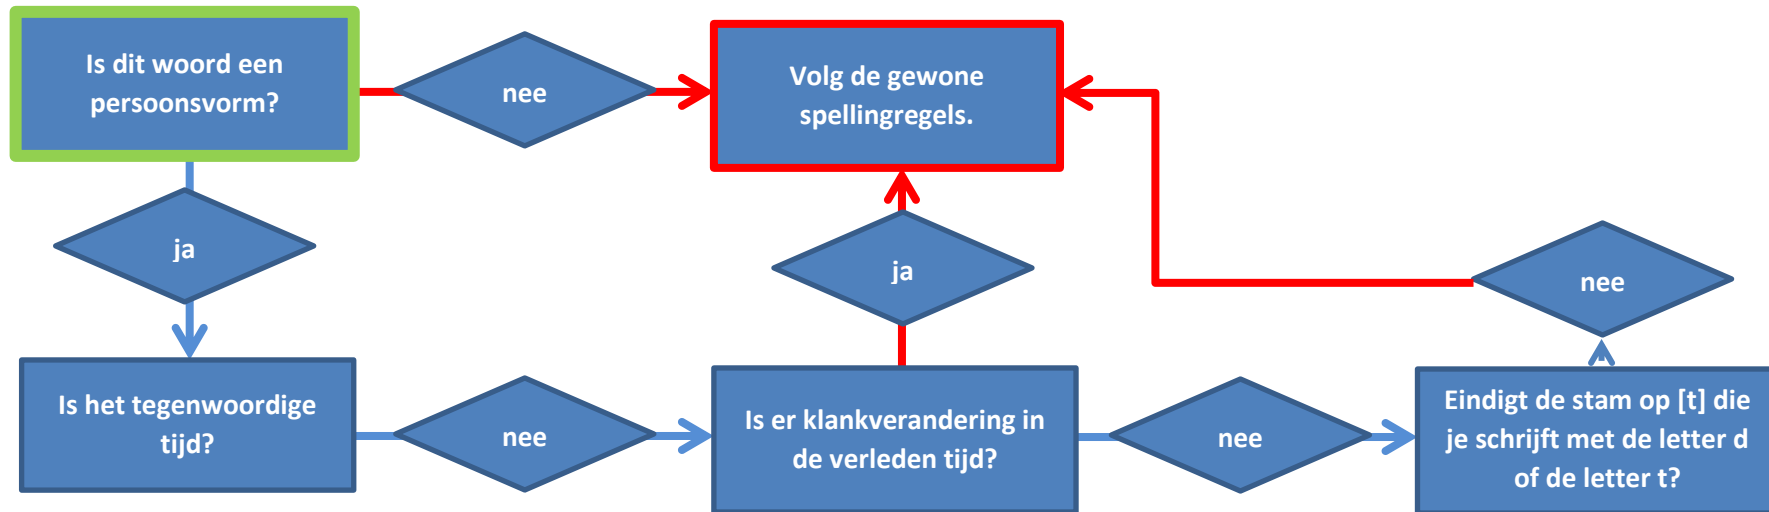 Is dit woord een
persoonsvorm?
nee
Volg de gewone
spellingregels.
ja
ja
nee
Is het tegenwoordige
tijd?
nee
Is er klankverandering in
de verleden tijd?
nee
Eindigt de stam op [t] die
je schrijft met de letter d
of de letter t?